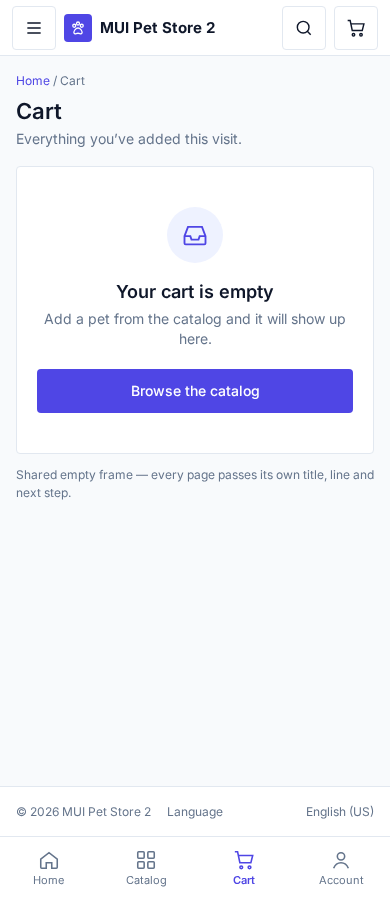 MUI Pet Store 2
Home / Cart
Cart
Everything you’ve added this visit.
Your cart is empty
Add a pet from the catalog and it will show up
here.
Browse the catalog
Shared empty frame — every page passes its own title, line and
next step.
© 2026 MUI Pet Store 2 Language English (US)
Home Catalog Cart Account